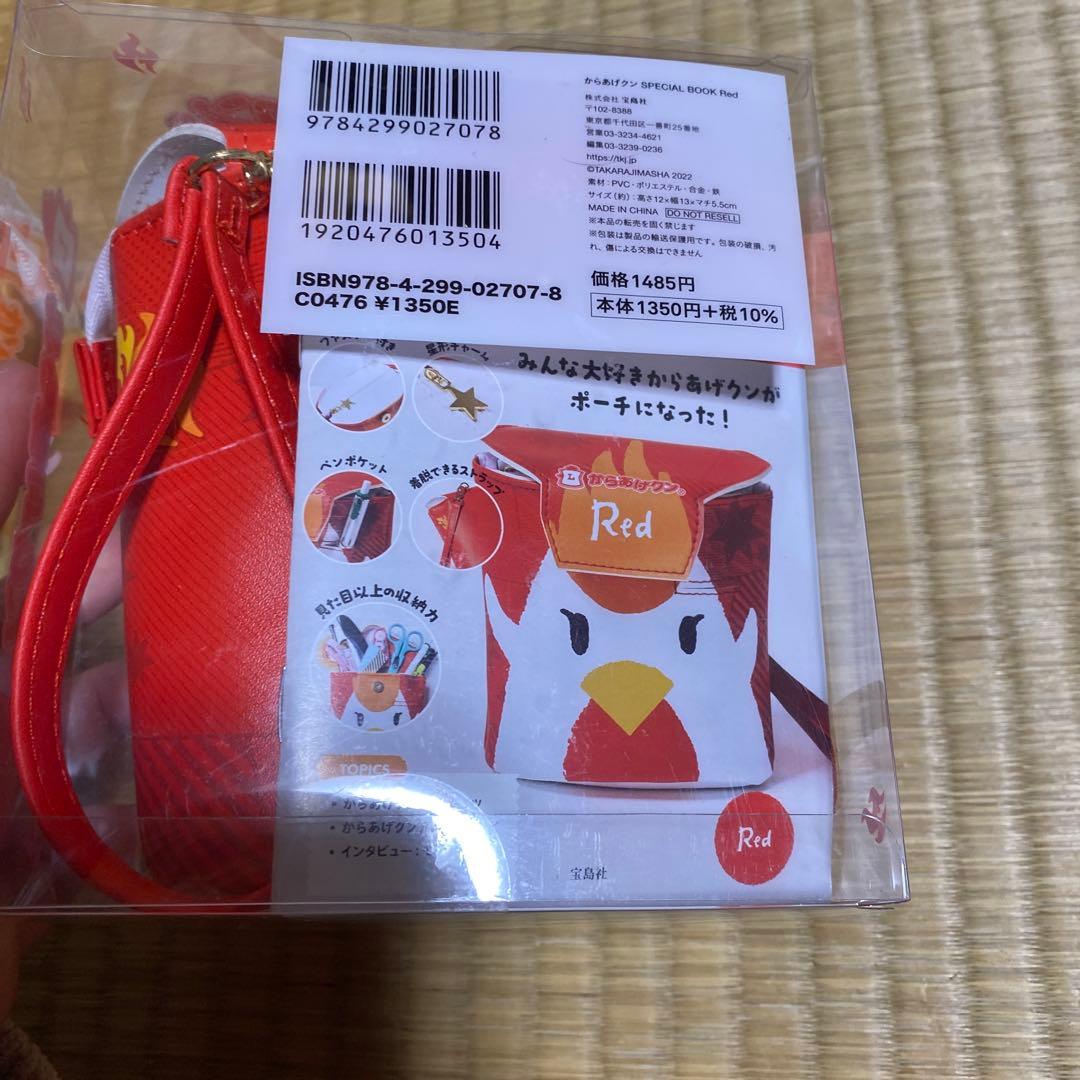 9784299027078
1920476013504
ISBN978-4-299-02707-8
C0476 ¥1350E
からあげクン SPECIAL BOOK Red
株式会社 宝島社
〒102-8388
東京都千代田区一番町25番地
営業03-3234-4621
編集03-3239-0236
https://tkj.jp
©TAKARAJIMASHA 2022
素材:PVC・ポリエステル・合金・鉄
サイズ(約):高さ12×幅13×マチ5.5cm
MADE IN CHINA DO NOT RESELL
※本品の転売を固く禁じます
※包装は製品の輸送保護用です。包装の破損、汚
れ、傷による交換はできません
価格1485円
本体1350円+税10%
星形チャーム
みんな大好きからあげクンが
ポーチになった!
ペンポケット
着脱できるストラップ
L からあげクン®
Red
見た目以上の収納力
TOPICS
• からあげ
• からあげクン
• インタビュー:
Red
宝島社